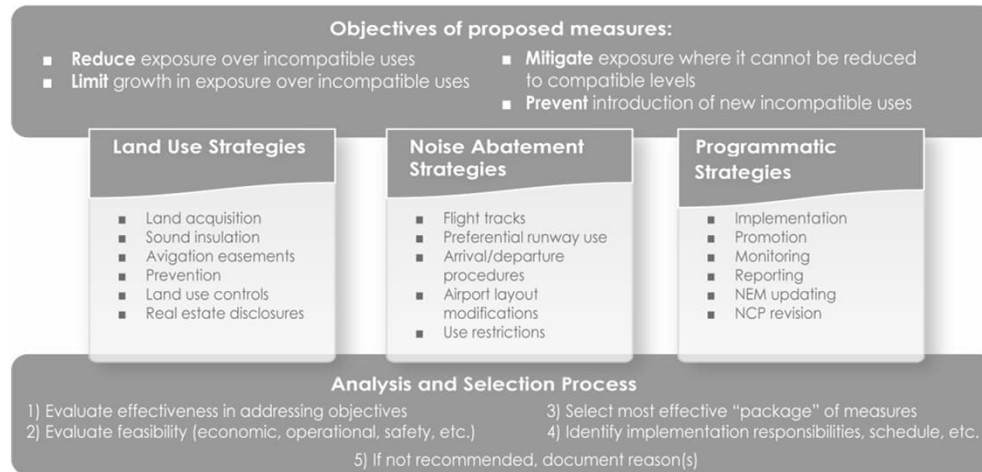 Objectives of proposed measures:
■ Reduce exposure over incompatible uses
■ Limit growth in exposure over incompatible uses
■ Mitigate exposure where it cannot be reduced
to compatible levels
■ Prevent introduction of new incompatible uses
Land Use Strategies
■ Land acquisition
■ Sound insulation
■ Avigation easements
■ Prevention
■ Land use controls
■ Real estate disclosures
Noise Abatement
Strategies
■ Flight tracks
■ Preferential runway use
■ Arrival/departure
procedures
■ Airport layout
modifications
■ Use restrictions
Programmatic
Strategies
■ Implementation
■ Promotion
■ Monitoring
■ Reporting
■ NEM updating
■ NCP revision
Analysis and Selection Process
1) Evaluate effectiveness in addressing objectives
2) Evaluate feasibility (economic, operational, safety, etc.)
3) Select most effective “package” of measures
4) Identify implementation responsibilities, schedule, etc.
5) If not recommended, document reason(s)